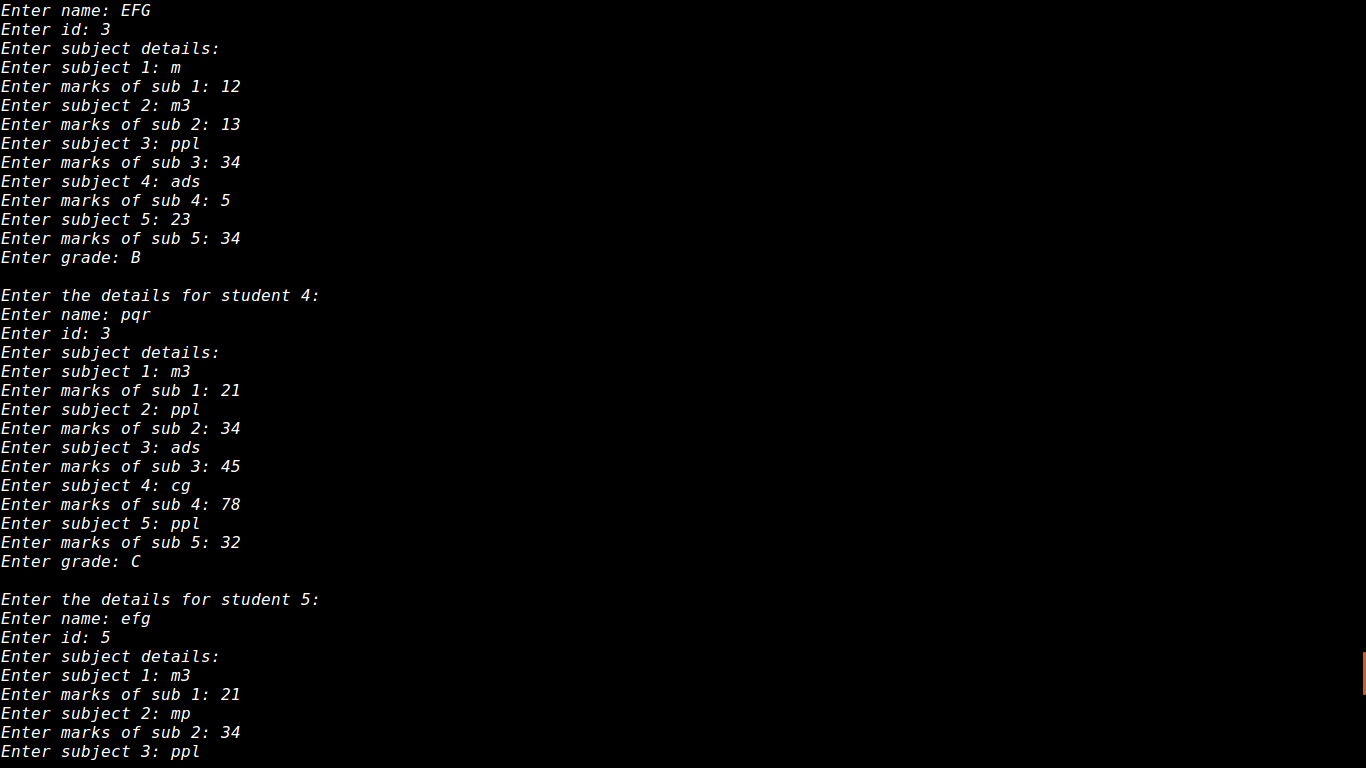 Enter name: EFG
Enter id: 3
Enter subject details:
Enter subject 1: m
Enter marks of sub 1: 12
Enter subject 2: m3
Enter marks of sub 2: 13
Enter subject 3: ppl
Enter marks of sub 3: 34
Enter subject 4: ads
Enter marks of sub 4: 5
Enter subject 5: 23
Enter marks of sub 5: 34
Enter grade: B

Enter the details for student 4:
Enter name: pqr
Enter id: 3
Enter subject details:
Enter subject 1: m3
Enter marks of sub 1: 21
Enter subject 2: ppl
Enter marks of sub 2: 34
Enter subject 3: ads
Enter marks of sub 3: 45
Enter subject 4: cg
Enter marks of sub 4: 78
Enter subject 5: ppl
Enter marks of sub 5: 32
Enter grade: C

Enter the details for student 5:
Enter name: efg
Enter id: 5
Enter subject details:
Enter subject 1: m3
Enter marks of sub 1: 21
Enter subject 2: mp
Enter marks of sub 2: 34
Enter subject 3: ppl